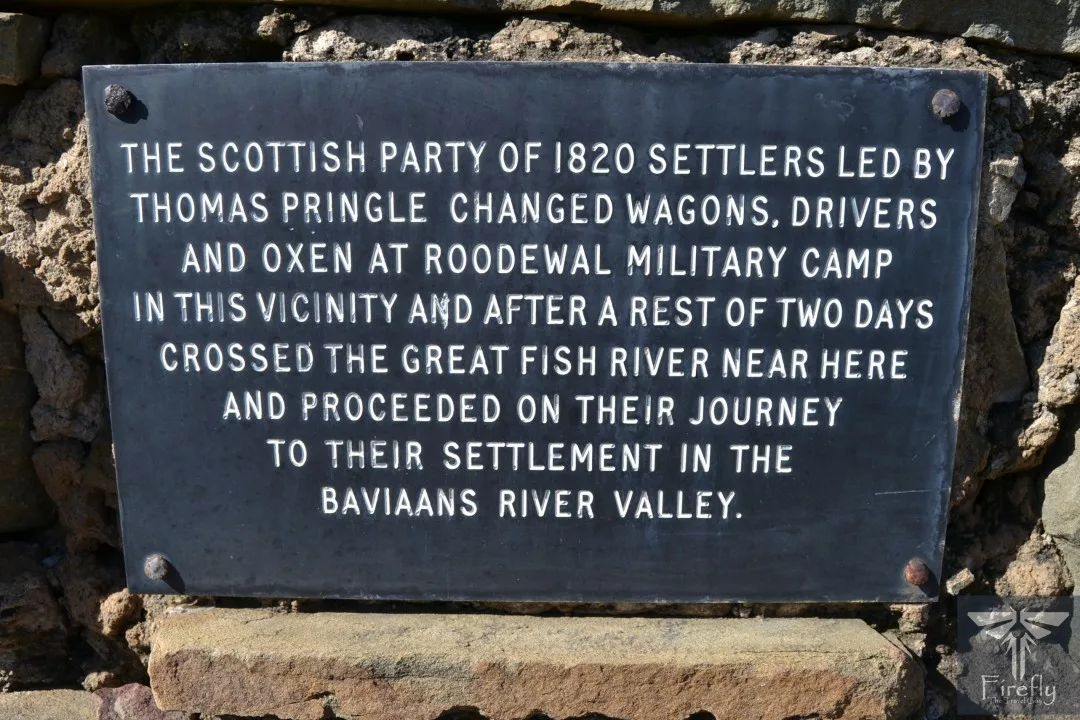 THE SCOTTISH PARTY OF 1820 SETTLERS LED BY
THOMAS PRINGLE CHANGED WAGONS, DRIVERS
AND OXEN AT ROODEWAL MILITARY CAMP
IN THIS VICINITY AND AFTER A REST OF TWO DAYS
CROSSED THE GREAT FISH RIVER NEAR HERE
AND PROCEEDED ON THEIR JOURNEY
TO THEIR SETTLEMENT IN THE
BAVIAANS RIVER VALLEY.
Firefly